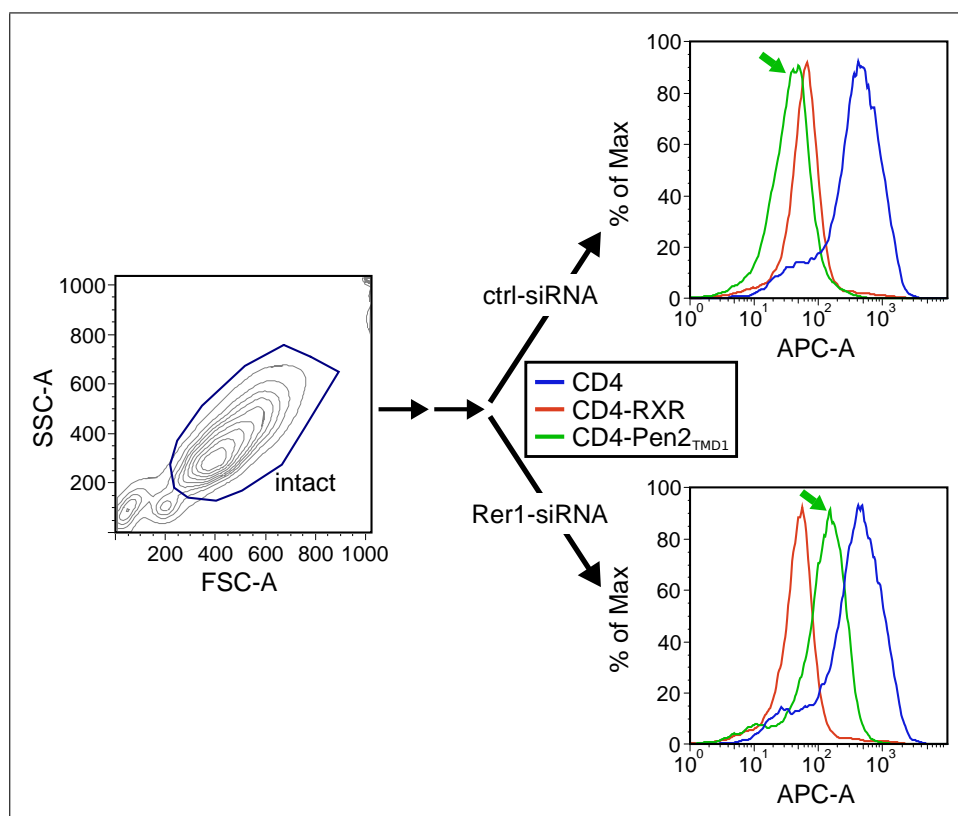 100
80
60
40
20
0
% of Max
10⁰ 10¹ 10² 10³
APC-A
ctrl-siRNA
1000
800
600
400
200
SSC-A
intact
200 400 600 800 1000
FSC-A
CD4
CD4-RXR
CD4-Pen2TMD1
Rer1-siRNA
100
80
60
40
20
0
% of Max
10⁰ 10¹ 10² 10³
APC-A